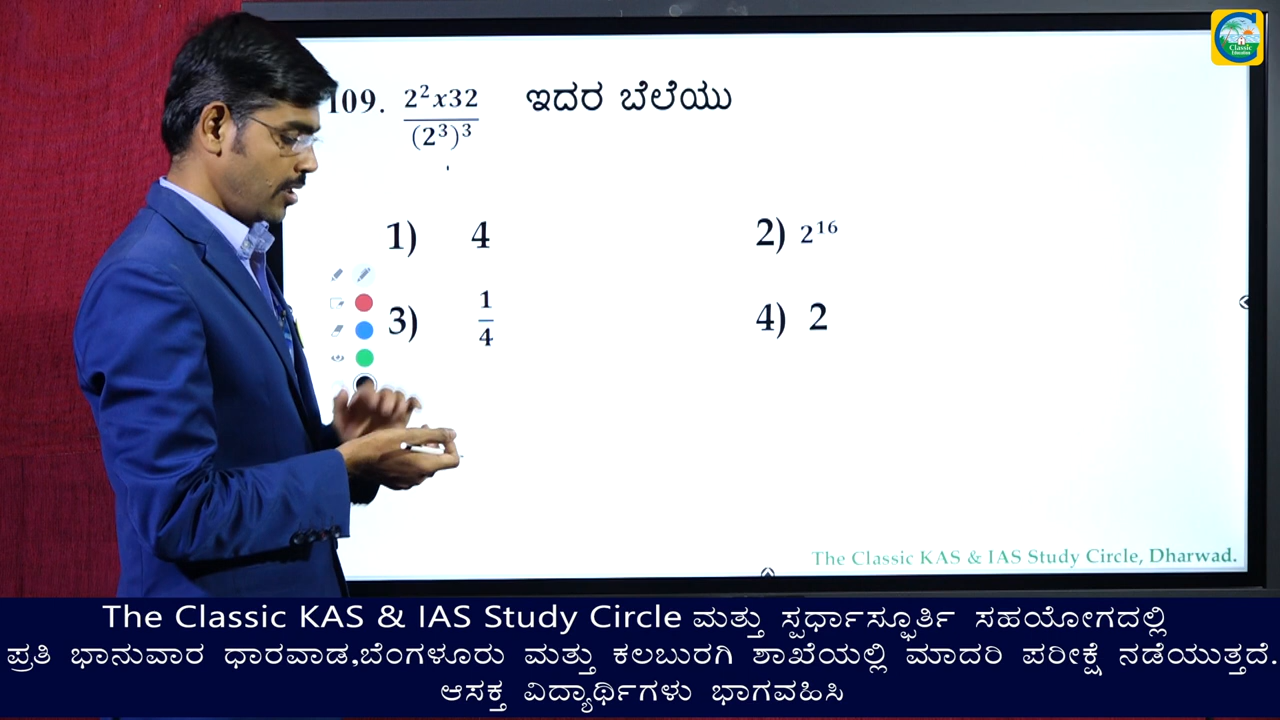 Classic
Education
109. 2²x32 / (2³)³ ಇದರ ಬೆಲೆಯು
1) 4 2) 2¹⁶
3) 1/4 4) 2
The Classic KAS & IAS Study Circle, Dharwad.
The Classic KAS & IAS Study Circle ಮತ್ತು ಸ್ಪರ್ಧಾಸ್ಫೂರ್ತಿ ಸಹಯೋಗದಲ್ಲಿ
ಪ್ರತಿ ಭಾನುವಾರ ಧಾರವಾಡ,ಬೆಂಗಳೂರು ಮತ್ತು ಕಲಬುರಗಿ ಶಾಖೆಯಲ್ಲಿ ಮಾದರಿ ಪರೀಕ್ಷೆ ನಡೆಯುತ್ತದೆ.
ಆಸಕ್ತ ವಿದ್ಯಾರ್ಥಿಗಳು ಭಾಗವಹಿಸಿ